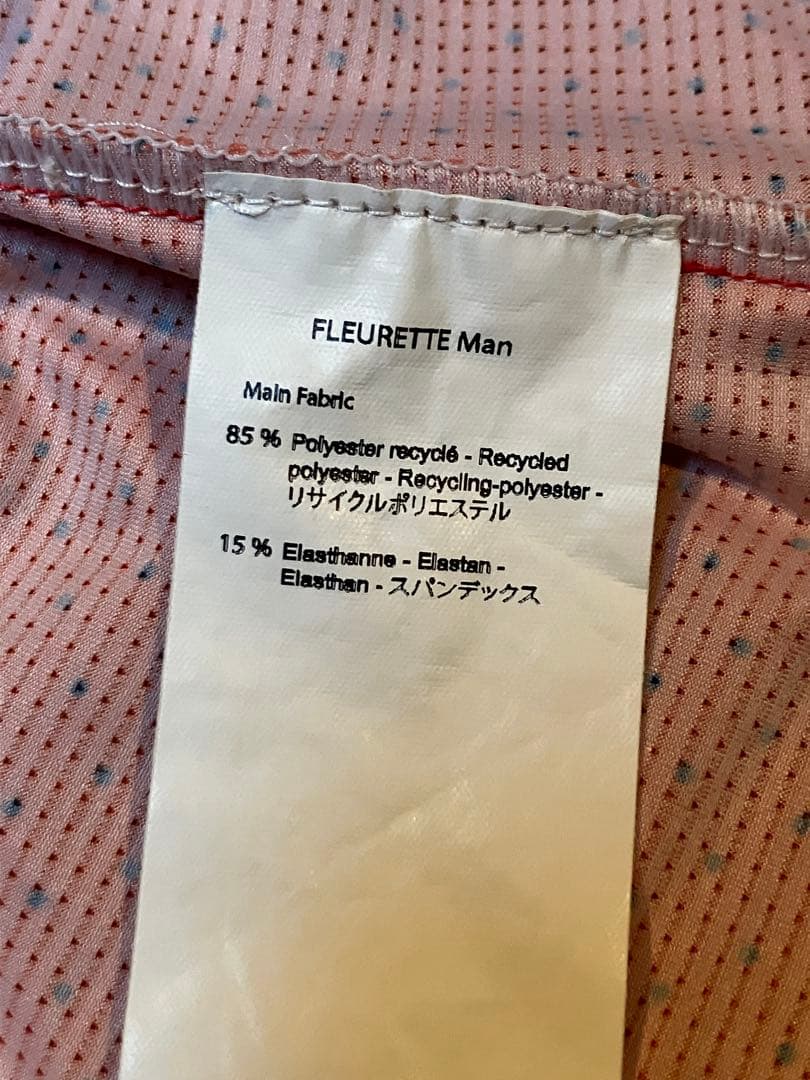 FLEURETTE Man
Main Fabric
85 % Polyester recyclé - Recycled
polyester - Recycling-polyester -
リサイクルポリエステル
15 % Elasthanne - Elastan -
Elasthan - スパンデックス